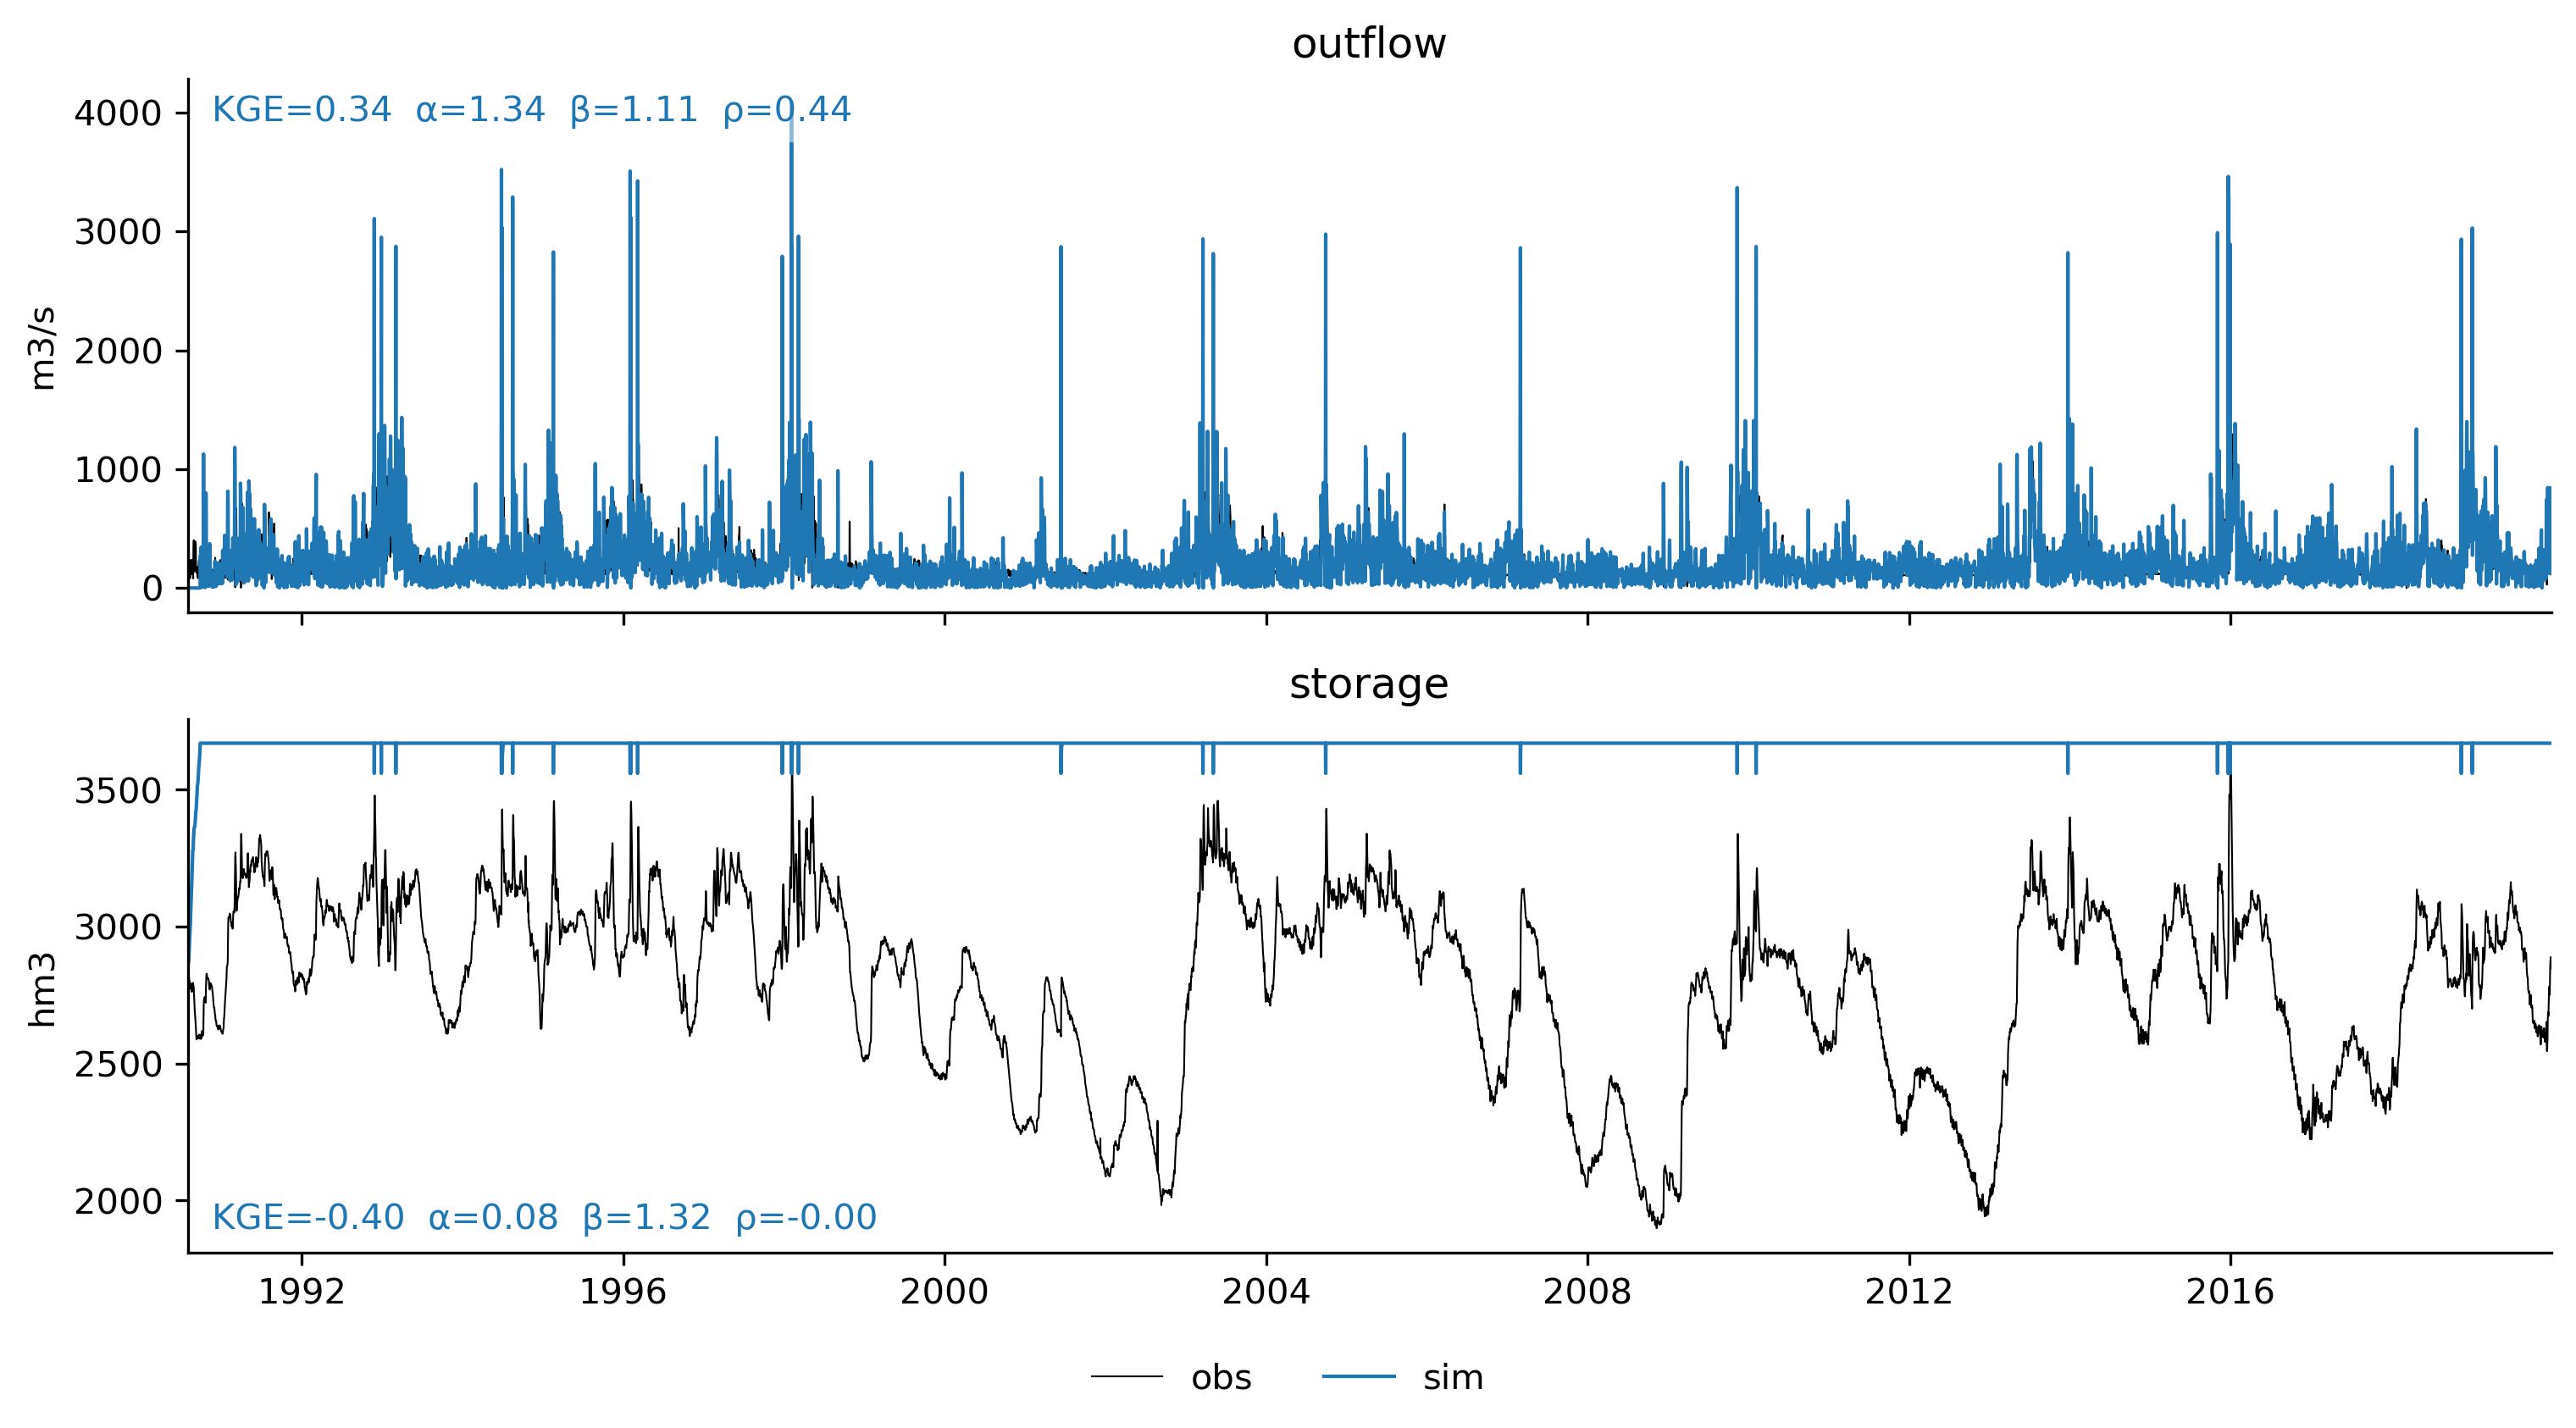 outflow
KGE=0.34 α=1.34 β=1.11 ρ=0.44
4000
3000
2000
1000
0
m3/s
storage
3500
3000
2500
2000
hm3
KGE=-0.40 α=0.08 β=1.32 ρ=-0.00
1992 1996 2000 2004 2008 2012 2016
obs sim